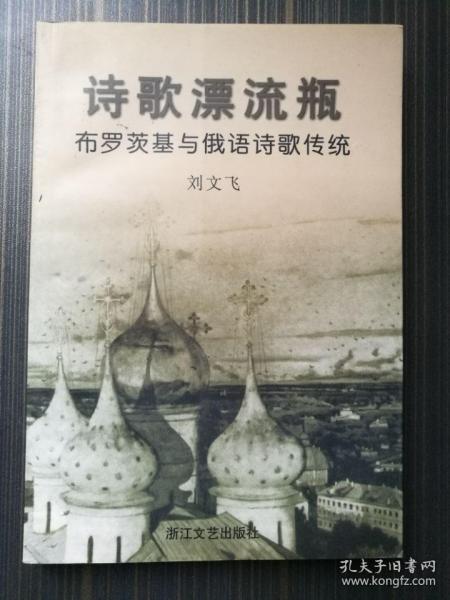 诗歌漂流瓶
布罗茨基与俄语诗歌传统
刘文飞
浙江文艺出版社
孔夫子旧书网
www.kongfz.com